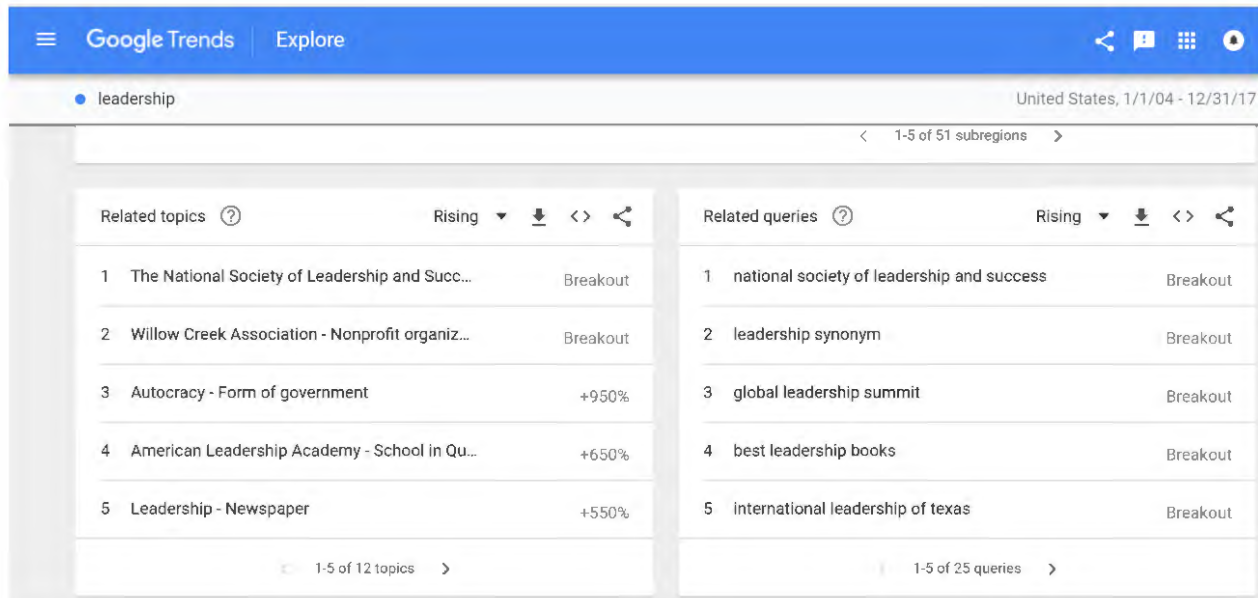 Google Trends Explore
leadership
United States, 1/1/04 - 12/31/17
1-5 of 51 subregions
Related topics Rising
1 The National Society of Leadership and Succ... Breakout
2 Willow Creek Association - Nonprofit organiz... Breakout
3 Autocracy - Form of government +950%
4 American Leadership Academy - School in Qu... +650%
5 Leadership - Newspaper +550%
1-5 of 12 topics
Related queries Rising
1 national society of leadership and success Breakout
2 leadership synonym Breakout
3 global leadership summit Breakout
4 best leadership books Breakout
5 international leadership of texas Breakout
1-5 of 25 queries